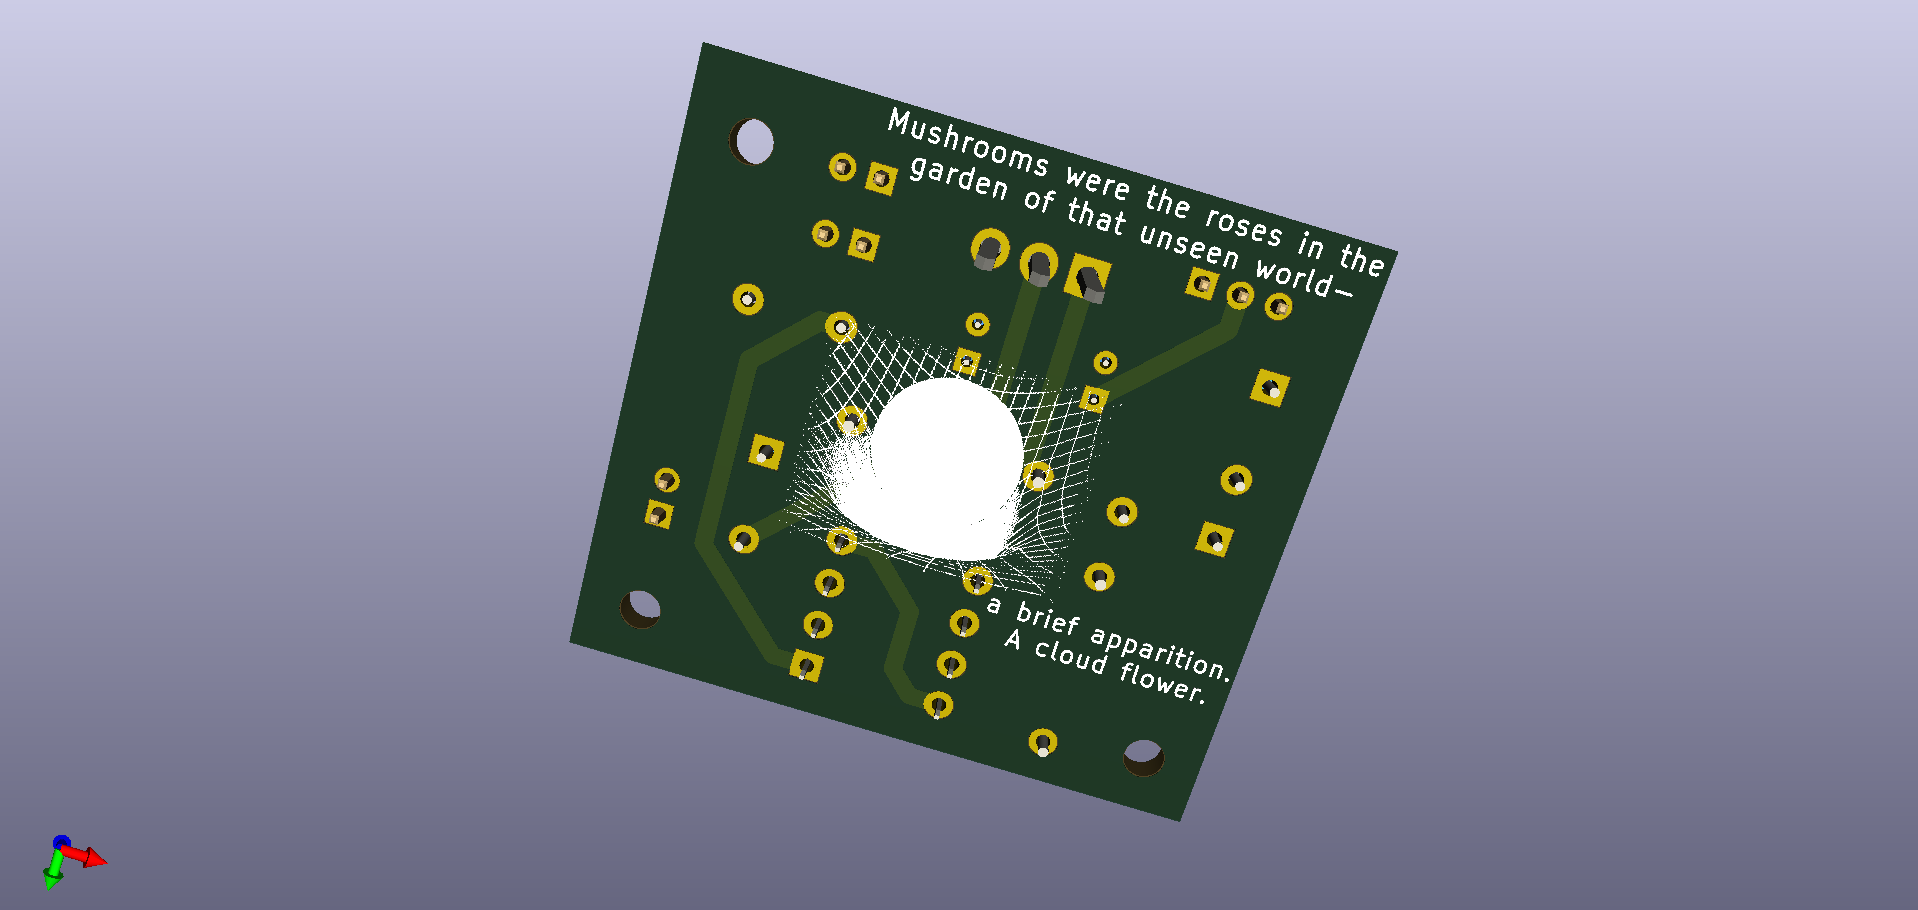 Mushrooms were the roses in the
garden of that unseen world—
a brief apparition.
A cloud flower.